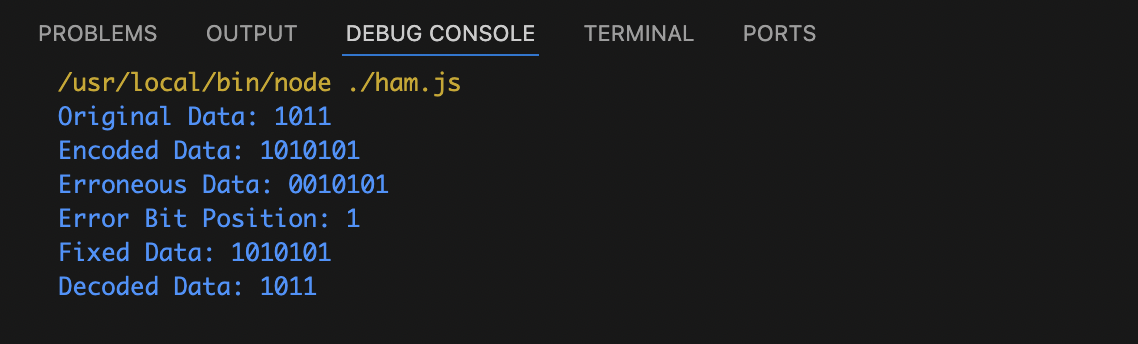 PROBLEMS OUTPUT DEBUG CONSOLE TERMINAL PORTS
/usr/local/bin/node ./ham.js
Original Data: 1011
Encoded Data: 1010101
Erroneous Data: 0010101
Error Bit Position: 1
Fixed Data: 1010101
Decoded Data: 1011